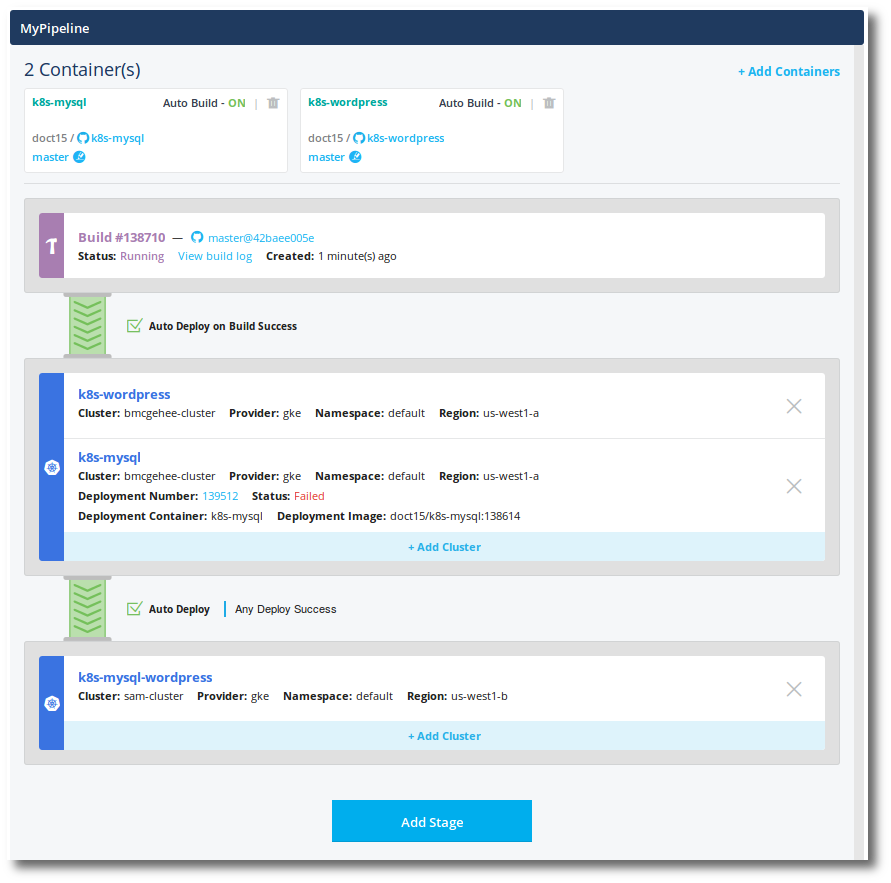 MyPipeline
2 Container(s)
+ Add Containers
k8s-mysql Auto Build - ON |
doct15 / k8s-mysql
master
k8s-wordpress Auto Build - ON |
doct15 / k8s-wordpress
master
Build #138710 — master@42baee005e
Status: Running View build log Created: 1 minute(s) ago
Auto Deploy on Build Success
k8s-wordpress
Cluster: bmcgehee-cluster Provider: gke Namespace: default Region: us-west1-a
k8s-mysql
Cluster: bmcgehee-cluster Provider: gke Namespace: default Region: us-west1-a
Deployment Number: 139512 Status: Failed
Deployment Container: k8s-mysql Deployment Image: doct15/k8s-mysql:138614
+ Add Cluster
Auto Deploy | Any Deploy Success
k8s-mysql-wordpress
Cluster: sam-cluster Provider: gke Namespace: default Region: us-west1-b
+ Add Cluster
Add Stage